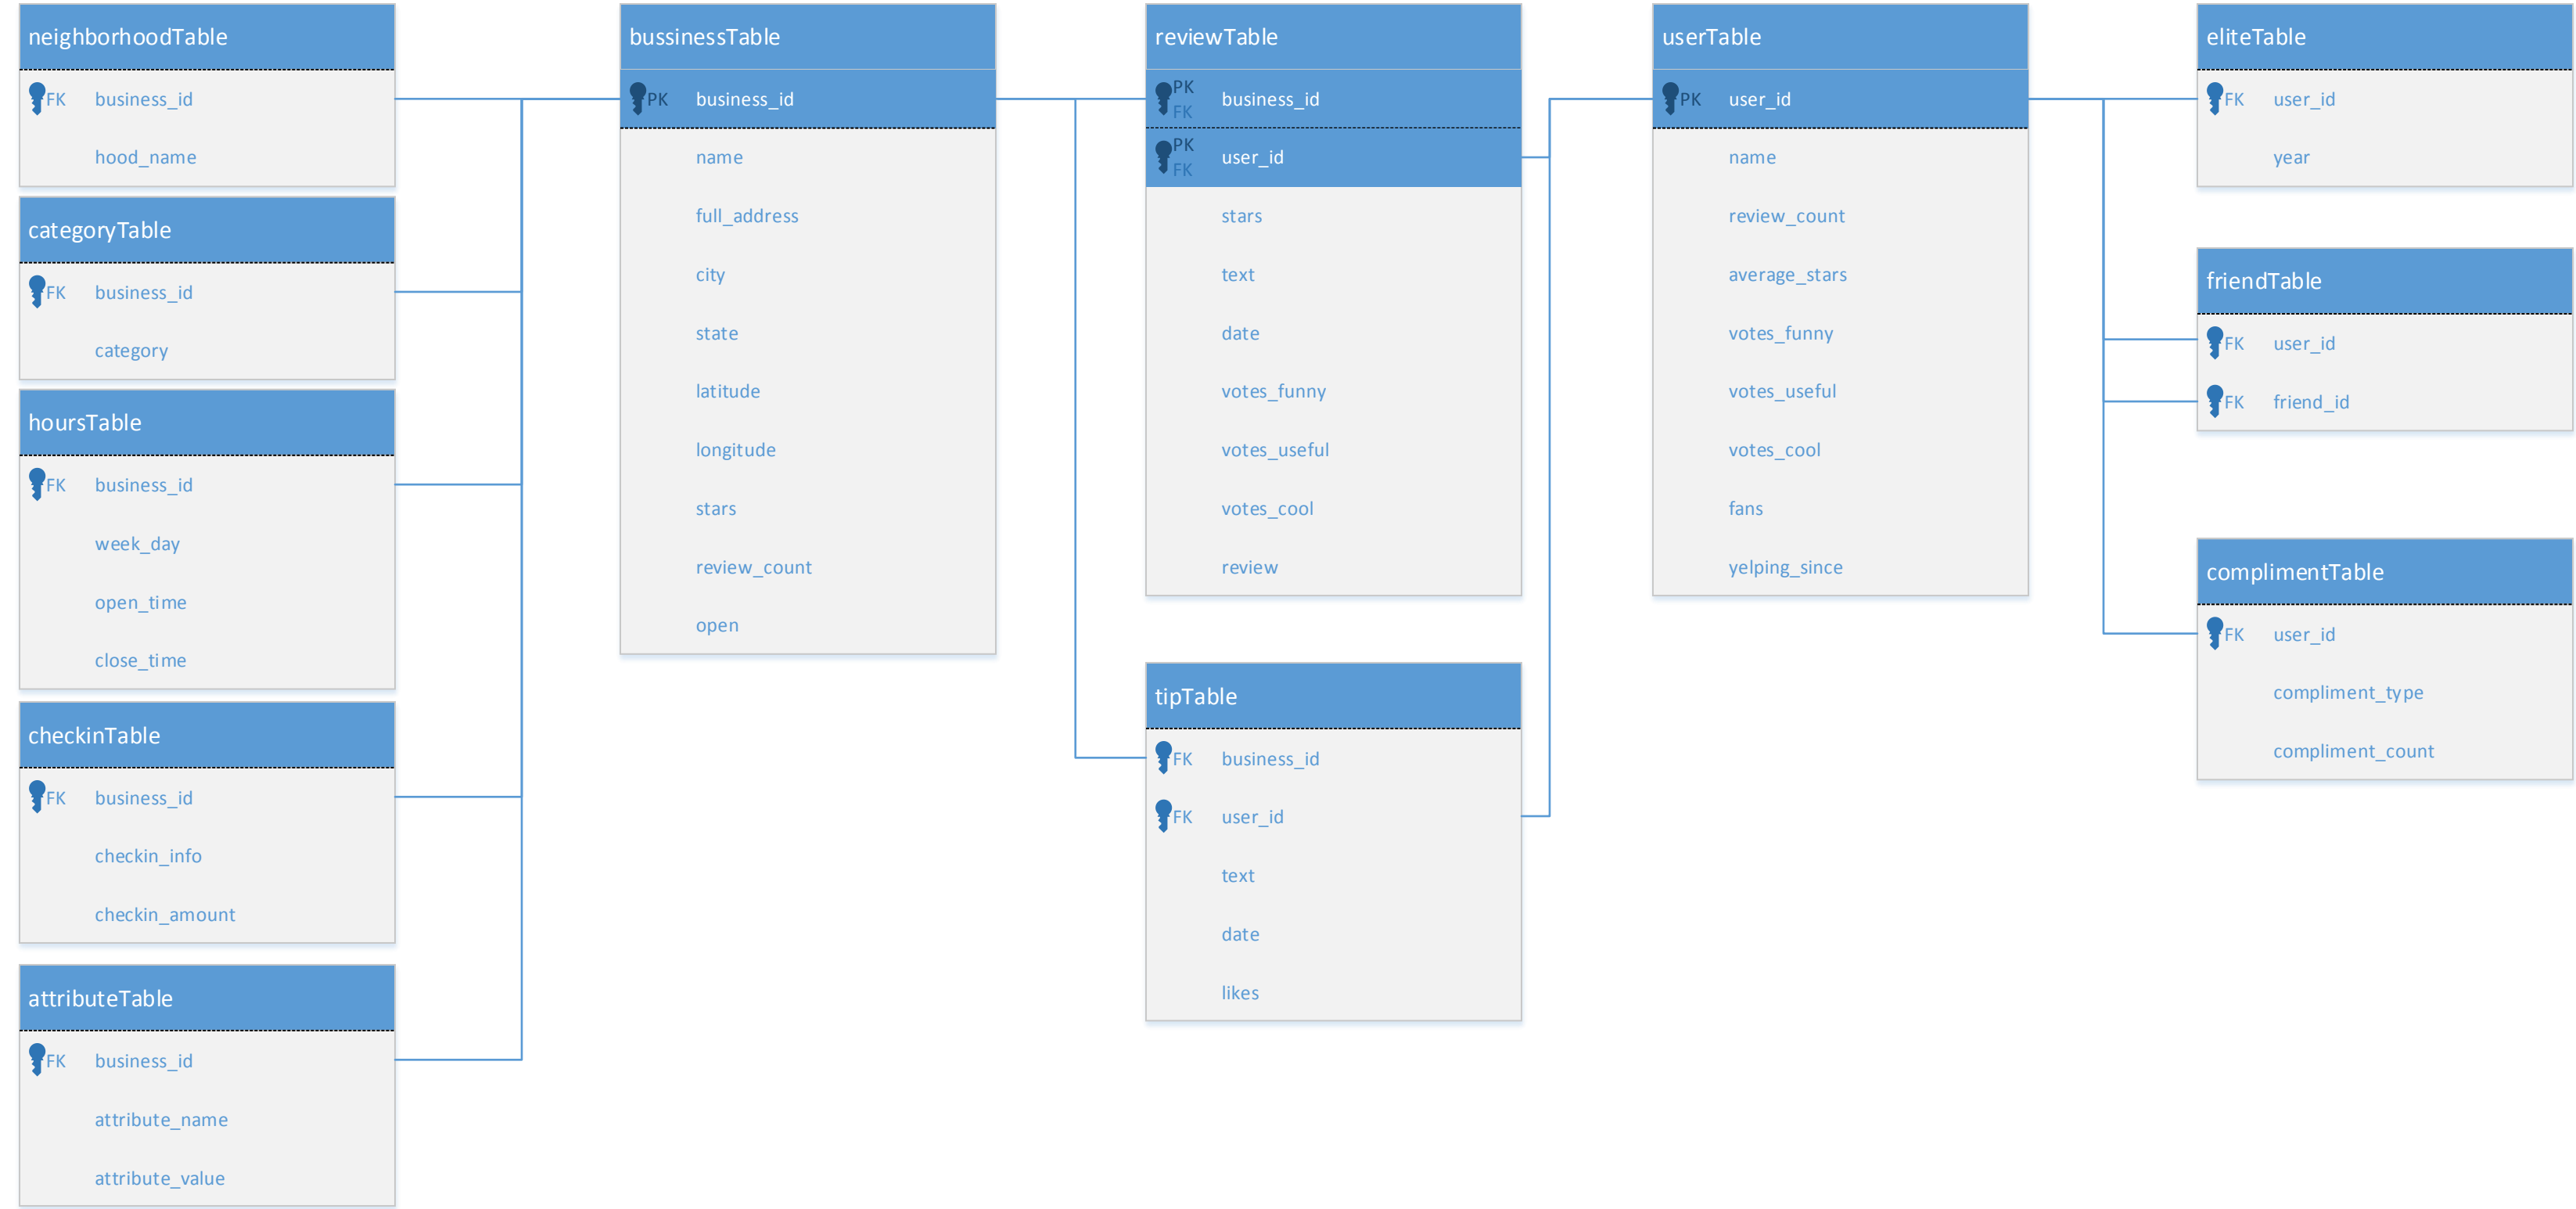 neighborhoodTable
FK business_id
hood_name
categoryTable
FK business_id
category
hoursTable
FK business_id
week_day
open_time
close_time
checkinTable
FK business_id
checkin_info
checkin_amount
attributeTable
FK business_id
attribute_name
attribute_value
bussinessTable
PK business_id
name
full_address
city
state
latitude
longitude
stars
review_count
open
reviewTable
PK
FK business_id
PK
FK user_id
stars
text
date
votes_funny
votes_useful
votes_cool
review
tipTable
FK business_id
FK user_id
text
date
likes
userTable
PK user_id
name
review_count
average_stars
votes_funny
votes_useful
votes_cool
fans
yelping_since
eliteTable
FK user_id
year
friendTable
FK user_id
FK friend_id
complimentTable
FK user_id
compliment_type
compliment_count